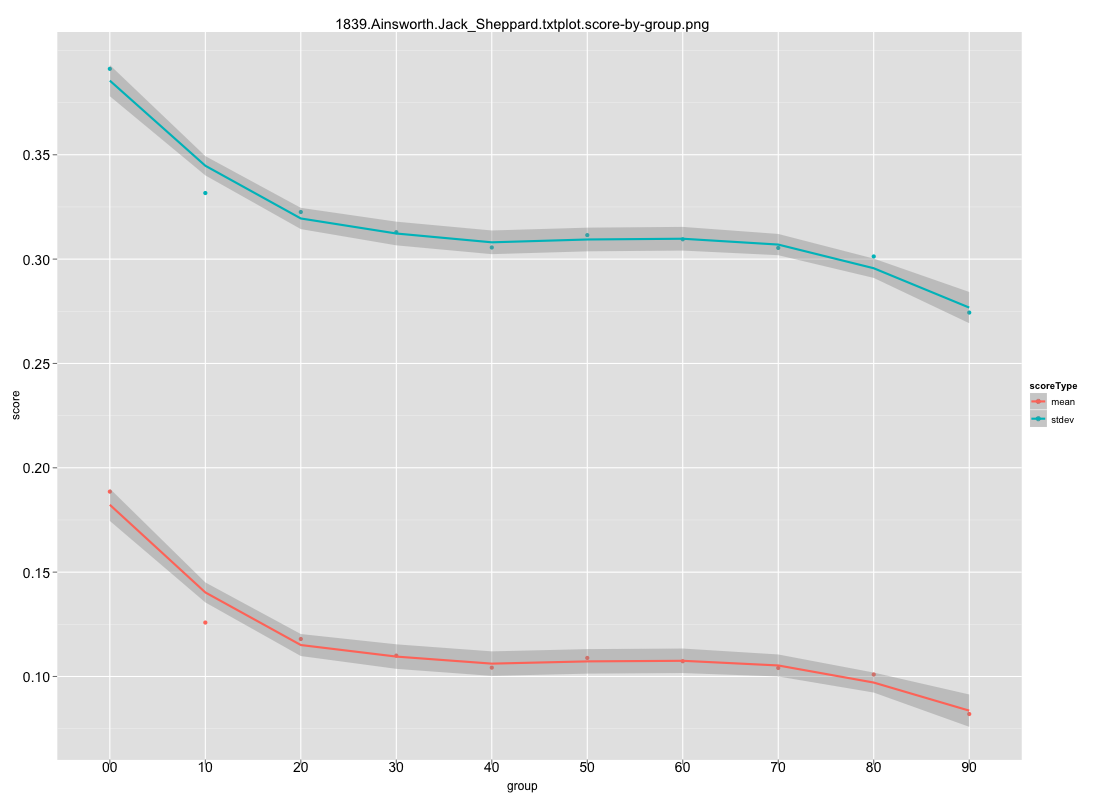 1839.Ainsworth.Jack_Sheppard.txtplot.score-by-group.png
0.35
0.30
0.25
0.20
0.15
0.10
score
00 10 20 30 40 50 60 70 80 90
group
scoreType
mean
stdev